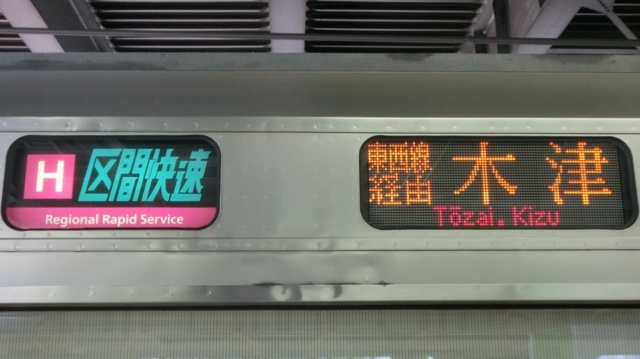 H 区間快速
Regional Rapid Service
東西線
経由
木津
Tōzai. Kizu